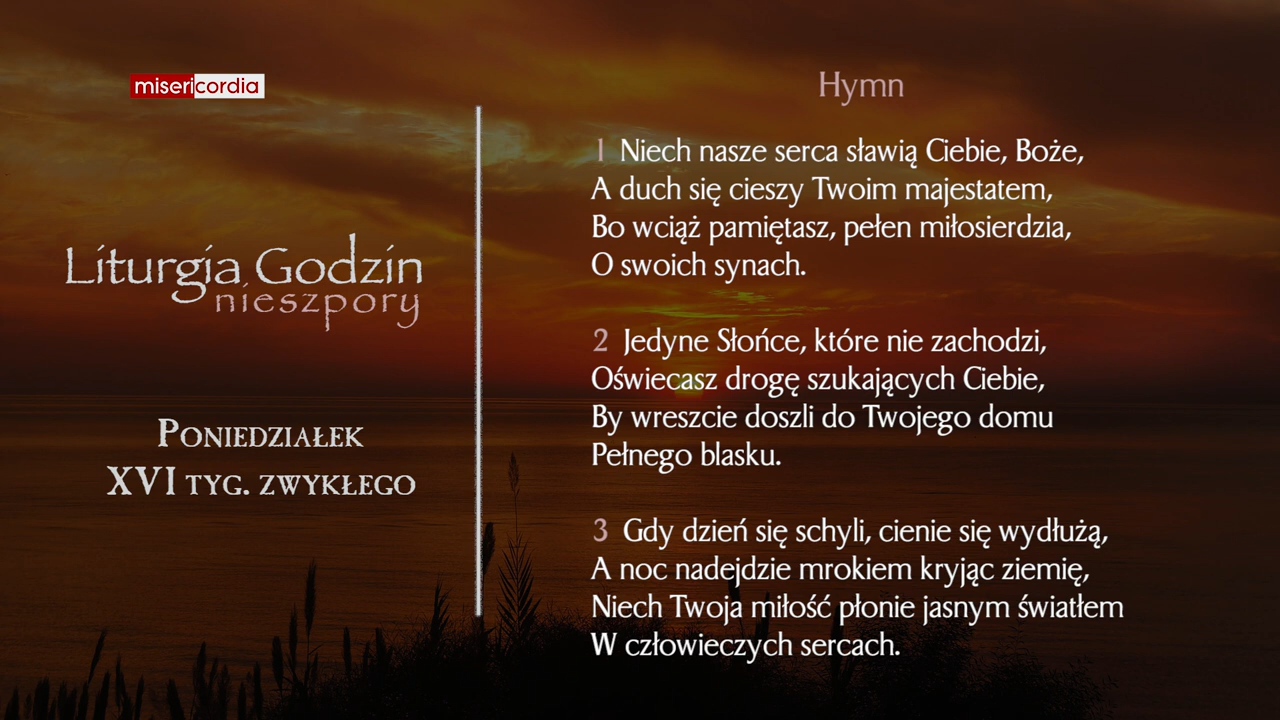 misericordia
Liturgia Godzin
nieszpory
Poniedziałek
XVI tyg. zwykłego
Hymn
1 Niech nasze serca sławią Ciebie, Boże,
A duch się cieszy Twoim majestatem,
Bo wciąż pamiętasz, pełen miłosierdzia,
O swoich synach.
2 Jedyne Słońce, które nie zachodzi,
Oświecasz drogę szukających Ciebie,
By wreszcie doszli do Twojego domu
Pełnego blasku.
3 Gdy dzień się schyli, cienie się wydłużą,
A noc nadejdzie mrokiem kryjąc ziemię,
Niech Twoja miłość płonie jasnym światłem
W człowieczych sercach.